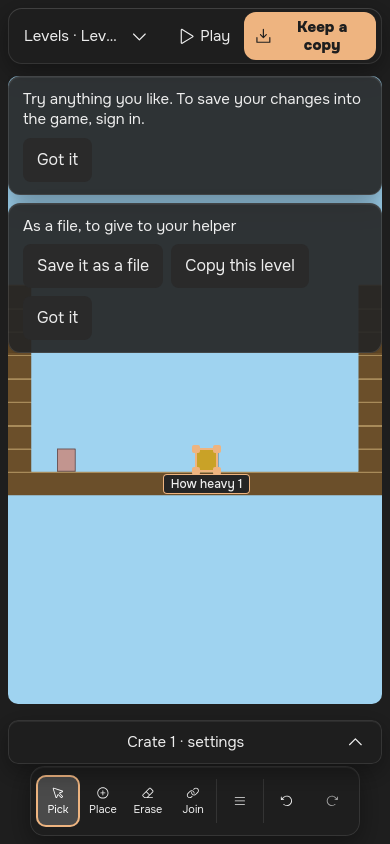 Levels · Lev...
Play
Keep a
copy
Try anything you like. To save your changes into
the game, sign in.
Got it
As a file, to give to your helper
Save it as a file
Copy this level
Got it
How heavy 1
Crate 1 · settings
Pick
Place
Erase
Join